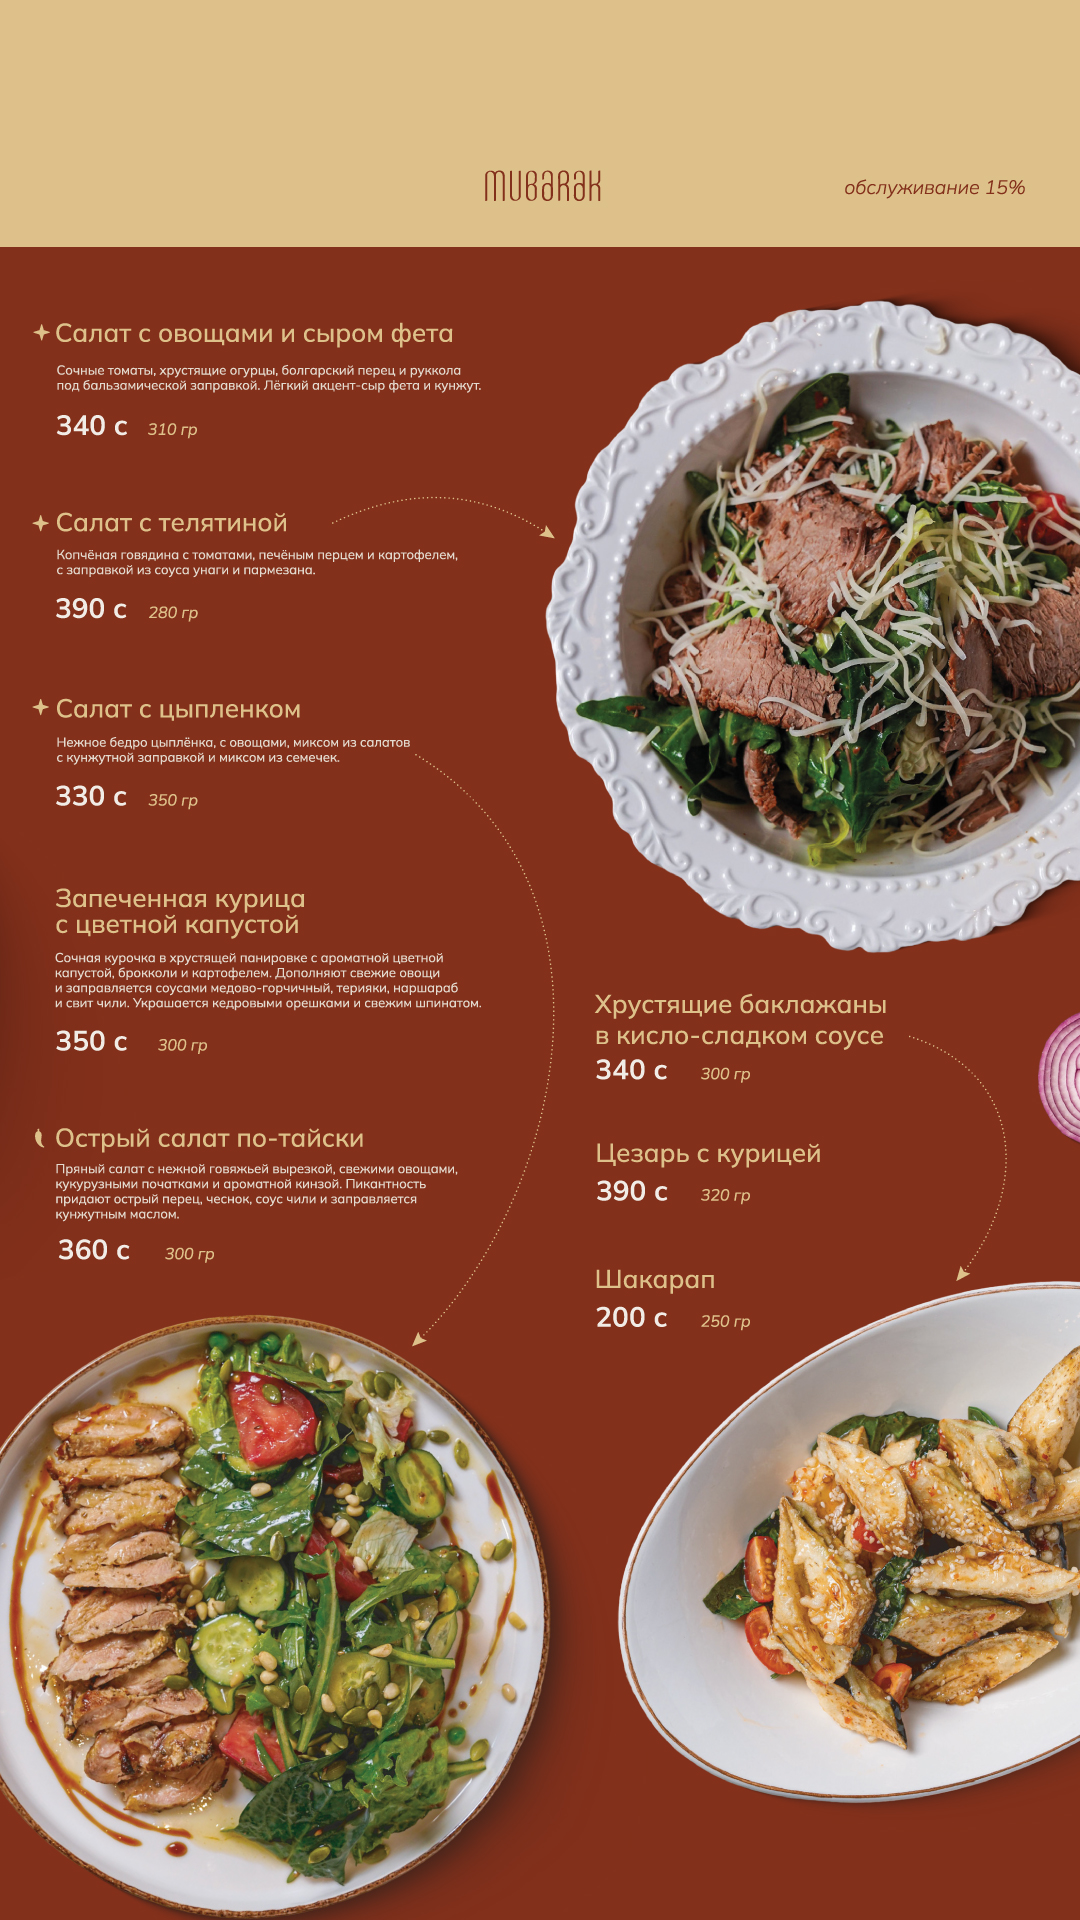 mubarak
обслуживание 15%
Салат с овощами и сыром фета
Сочные томаты, хрустящие огурцы, болгарский перец и руккола
под бальзамической заправкой. Лёгкий акцент-сыр фета и кунжут.
340 с 310 гр
Салат с телятиной
Копчёная говядина с томатами, печёным перцем и картофелем,
с заправкой из соуса унаги и пармезана.
390 с 280 гр
Салат с цыпленком
Нежное бедро цыплёнка, с овощами, миксом из салатов
с кунжутной заправкой и миксом из семечек.
330 с 350 гр
Запеченная курица
с цветной капустой
Сочная курочка в хрустящей панировке с ароматной цветной
капустой, брокколи и картофелем. Дополняют свежие овощи
и заправляется соусами медово-горчичный, терияки, наршараб
и свит чили. Украшается кедровыми орешками и свежим шпинатом.
350 с 300 гр
Острый салат по-тайски
Пряный салат с нежной говяжьей вырезкой, свежими овощами,
кукурузными початками и ароматной кинзой. Пикантность
придают острый перец, чеснок, соус чили и заправляется
кунжутным маслом.
360 с 300 гр
Хрустящие баклажаны
в кисло-сладком соусе
340 с 300 гр
Цезарь с курицей
390 с 320 гр
Шакарап
200 с 250 гр